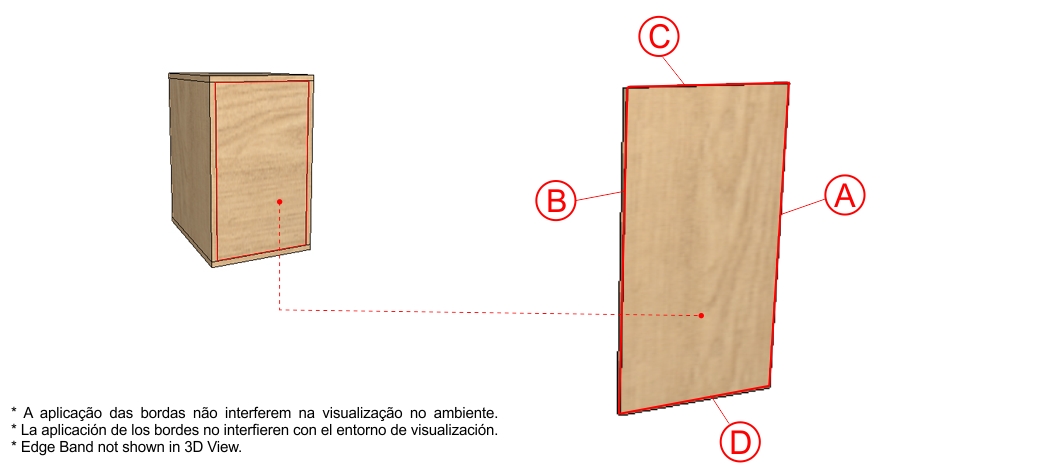 C
B
A
D
* A aplicação das bordas não interferem na visualização no ambiente.
* La aplicación de los bordes no interfieren con el entorno de visualización.
* Edge Band not shown in 3D View.